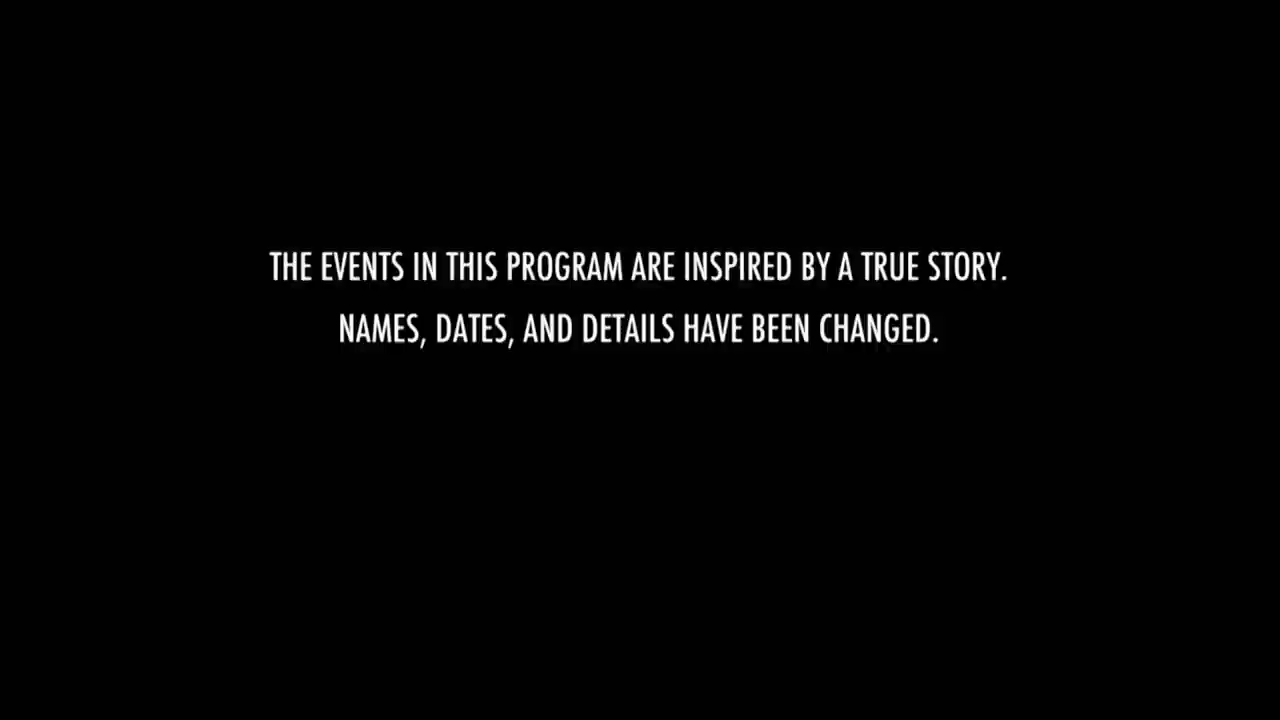 THE EVENTS IN THIS PROGRAM ARE INSPIRED BY A TRUE STORY.
NAMES, DATES, AND DETAILS HAVE BEEN CHANGED.